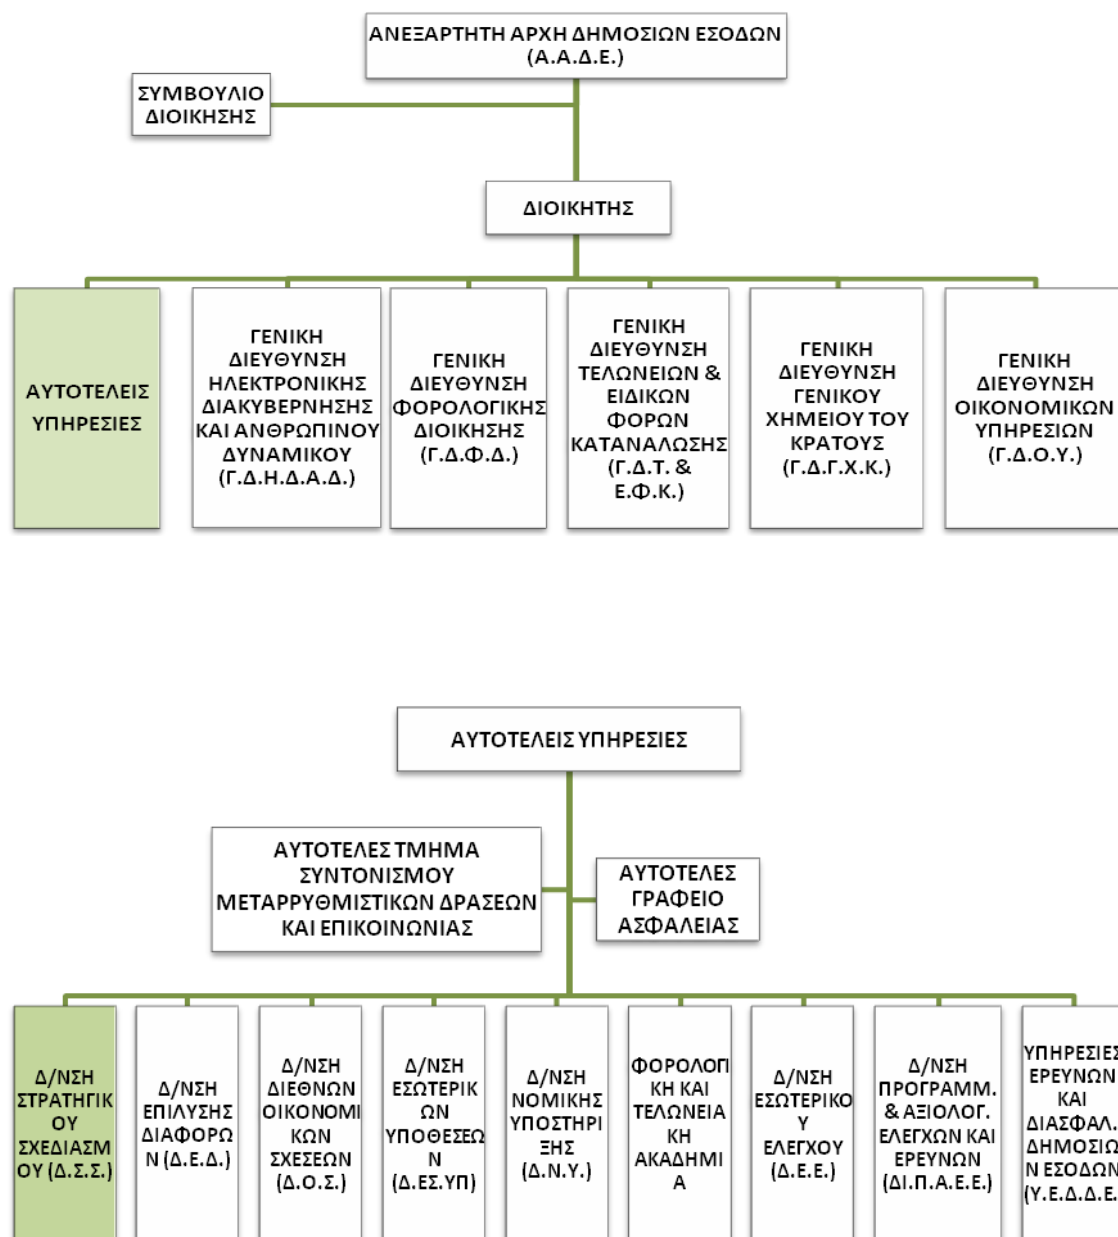 ΑΝΕΞΑΡΤΗΤΗ ΑΡΧΗ ΔΗΜΟΣΙΩΝ ΕΣΟΔΩΝ
(Α.Α.Δ.Ε.)
ΣΥΜΒΟΥΛΙΟ
ΔΙΟΙΚΗΣΗΣ
ΔΙΟΙΚΗΤΗΣ
ΑΥΤΟΤΕΛΕΙΣ
ΥΠΗΡΕΣΙΕΣ
ΓΕΝΙΚΗ
ΔΙΕΥΘΥΝΣΗ
ΗΛΕΚΤΡΟΝΙΚΗΣ
ΔΙΑΚΥΒΕΡΝΗΣΗΣ
ΚΑΙ ΑΝΘΡΩΠΙΝΟΥ
ΔΥΝΑΜΙΚΟΥ
(Γ.Δ.Η.Δ.Α.Δ.)
ΓΕΝΙΚΗ
ΔΙΕΥΘΥΝΣΗ
ΦΟΡΟΛΟΓΙΚΗΣ
ΔΙΟΙΚΗΣΗΣ
(Γ.Δ.Φ.Δ.)
ΓΕΝΙΚΗ
ΔΙΕΥΘΥΝΣΗ
ΤΕΛΩΝΕΙΩΝ &
ΕΙΔΙΚΩΝ
ΦΟΡΩΝ
ΚΑΤΑΝΑΛΩΣΗΣ
(Γ.Δ.Τ. &
Ε.Φ.Κ.)
ΓΕΝΙΚΗ
ΔΙΕΥΘΥΝΣΗ
ΓΕΝΙΚΟΥ
ΧΗΜΕΙΟΥ ΤΟΥ
ΚΡΑΤΟΥΣ
(Γ.Δ.Γ.Χ.Κ.)
ΓΕΝΙΚΗ
ΔΙΕΥΘΥΝΣΗ
ΟΙΚΟΝΟΜΙΚΩΝ
ΥΠΗΡΕΣΙΩΝ
(Γ.Δ.Ο.Υ.)
ΑΥΤΟΤΕΛΕΙΣ ΥΠΗΡΕΣΙΕΣ
ΑΥΤΟΤΕΛΕΣ ΤΜΗΜΑ
ΣΥΝΤΟΝΙΣΜΟΥ
ΜΕΤΑΡΡΥΘΜΙΣΤΙΚΩΝ ΔΡΑΣΕΩΝ
ΚΑΙ ΕΠΙΚΟΙΝΩΝΙΑΣ
ΑΥΤΟΤΕΛΕΣ
ΓΡΑΦΕΙΟ
ΑΣΦΑΛΕΙΑΣ
Δ/ΝΣΗ
ΣΤΡΑΤΗΓΙΚ
ΟΥ
ΣΧΕΔΙΑΣΜ
ΟΥ (Δ.Σ.Σ.)
Δ/ΝΣΗ
ΕΠΙΛΥΣΗΣ
ΔΙΑΦΟΡΩ
Ν (Δ.Ε.Δ.)
Δ/ΝΣΗ
ΔΙΕΘΝΩΝ
ΟΙΚΟΝΟΜΙ
ΚΩΝ
ΣΧΕΣΕΩΝ
(Δ.Ο.Σ.)
Δ/ΝΣΗ
ΕΣΩΤΕΡΙΚ
ΩΝ
ΥΠΟΘΕΣΕΩ
Ν
(Δ.ΕΣ.ΥΠ)
Δ/ΝΣΗ
ΝΟΜΙΚΗΣ
ΥΠΟΣΤΗΡΙ
ΞΗΣ
(Δ.Ν.Υ.)
ΦΟΡΟΛΟΓΙ
ΚΗ ΚΑΙ
ΤΕΛΩΝΕΙΑ
ΚΗ
ΑΚΑΔΗΜΙ
Α
Δ/ΝΣΗ
ΕΣΩΤΕΡΙΚΟ
Υ
ΕΛΕΓΧΟΥ
(Δ.Ε.Ε.)
Δ/ΝΣΗ
ΠΡΟΓΡΑΜΜ.
& ΑΞΙΟΛΟΓ.
ΕΛΕΓΧΩΝ ΚΑΙ
ΕΡΕΥΝΩΝ
(ΔΙ.Π.Α.Ε.Ε.)
ΥΠΗΡΕΣΙΕΣ
ΕΡΕΥΝΩΝ
ΚΑΙ
ΔΙΑΣΦΑΛ.
ΔΗΜΟΣΙΩ
Ν ΕΣΟΔΩΝ
(Υ.Ε.Δ.Δ.Ε.